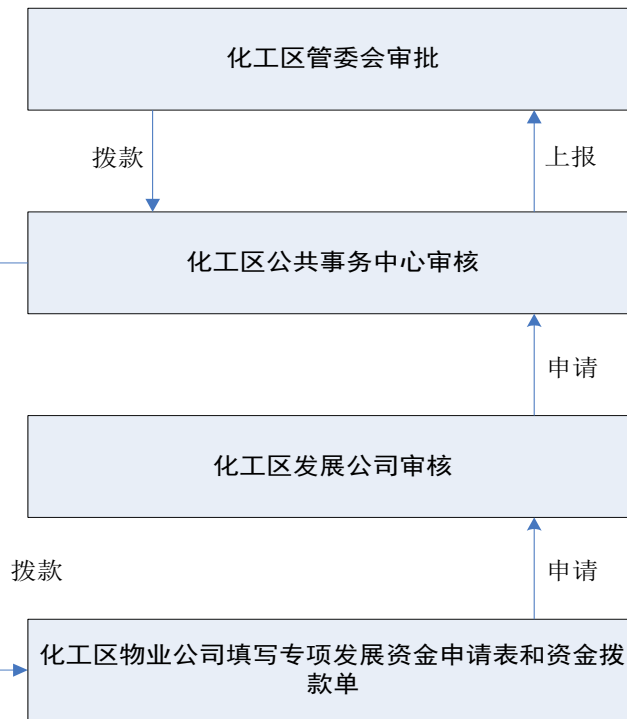 化工区管委会审批
拨款
上报
化工区公共事务中心审核
申请
化工区发展公司审核
拨款
申请
化工区物业公司填写专项发展资金申请表和资金拨
款单